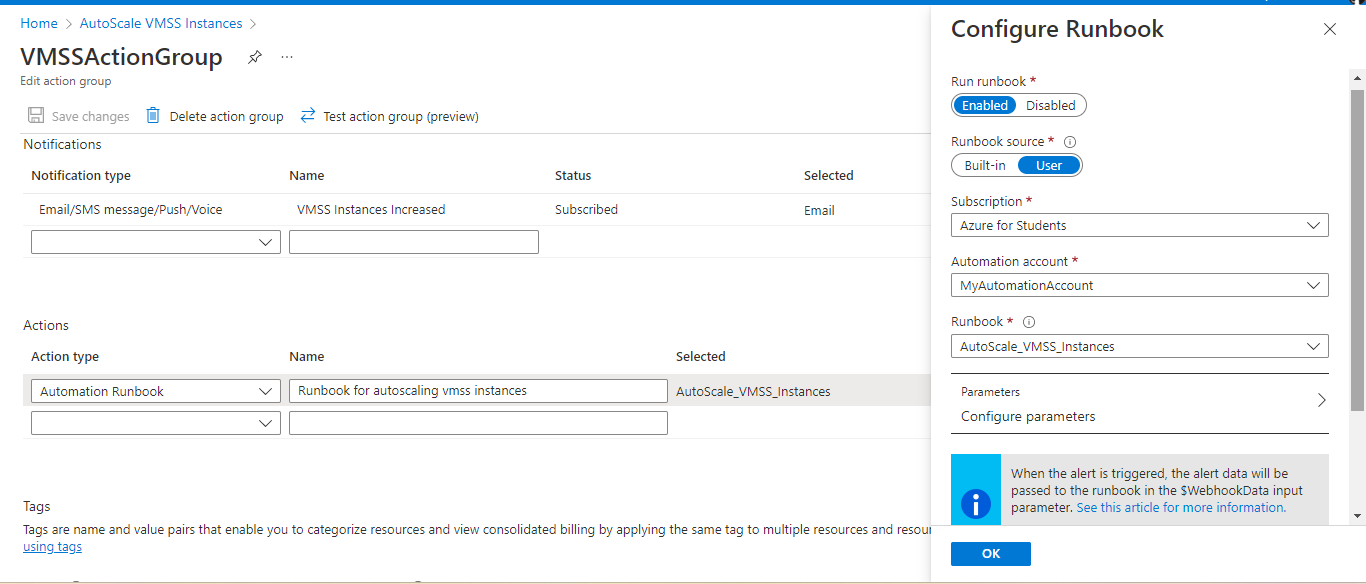 Home > AutoScale VMSS Instances >
VMSSActionGroup ...
Edit action group
Save changes Delete action group Test action group (preview)
Notifications
Notification type Name Status Selected
Email/SMS message/Push/Voice VMSS Instances Increased Subscribed Email
Actions
Action type Name Selected
Automation Runbook Runbook for autoscaling vmss instances AutoScale_VMSS_Instances
Tags
Tags are name and value pairs that enable you to categorize resources and view consolidated billing by applying the same tag to multiple resources and resou
using tags
Configure Runbook
Run runbook *
Enabled Disabled
Runbook source *
Built-in User
Subscription *
Azure for Students
Automation account *
MyAutomationAccount
Runbook *
AutoScale_VMSS_Instances
Parameters
Configure parameters
When the alert is triggered, the alert data will be
passed to the runbook in the $WebhookData input
parameter. See this article for more information.
OK